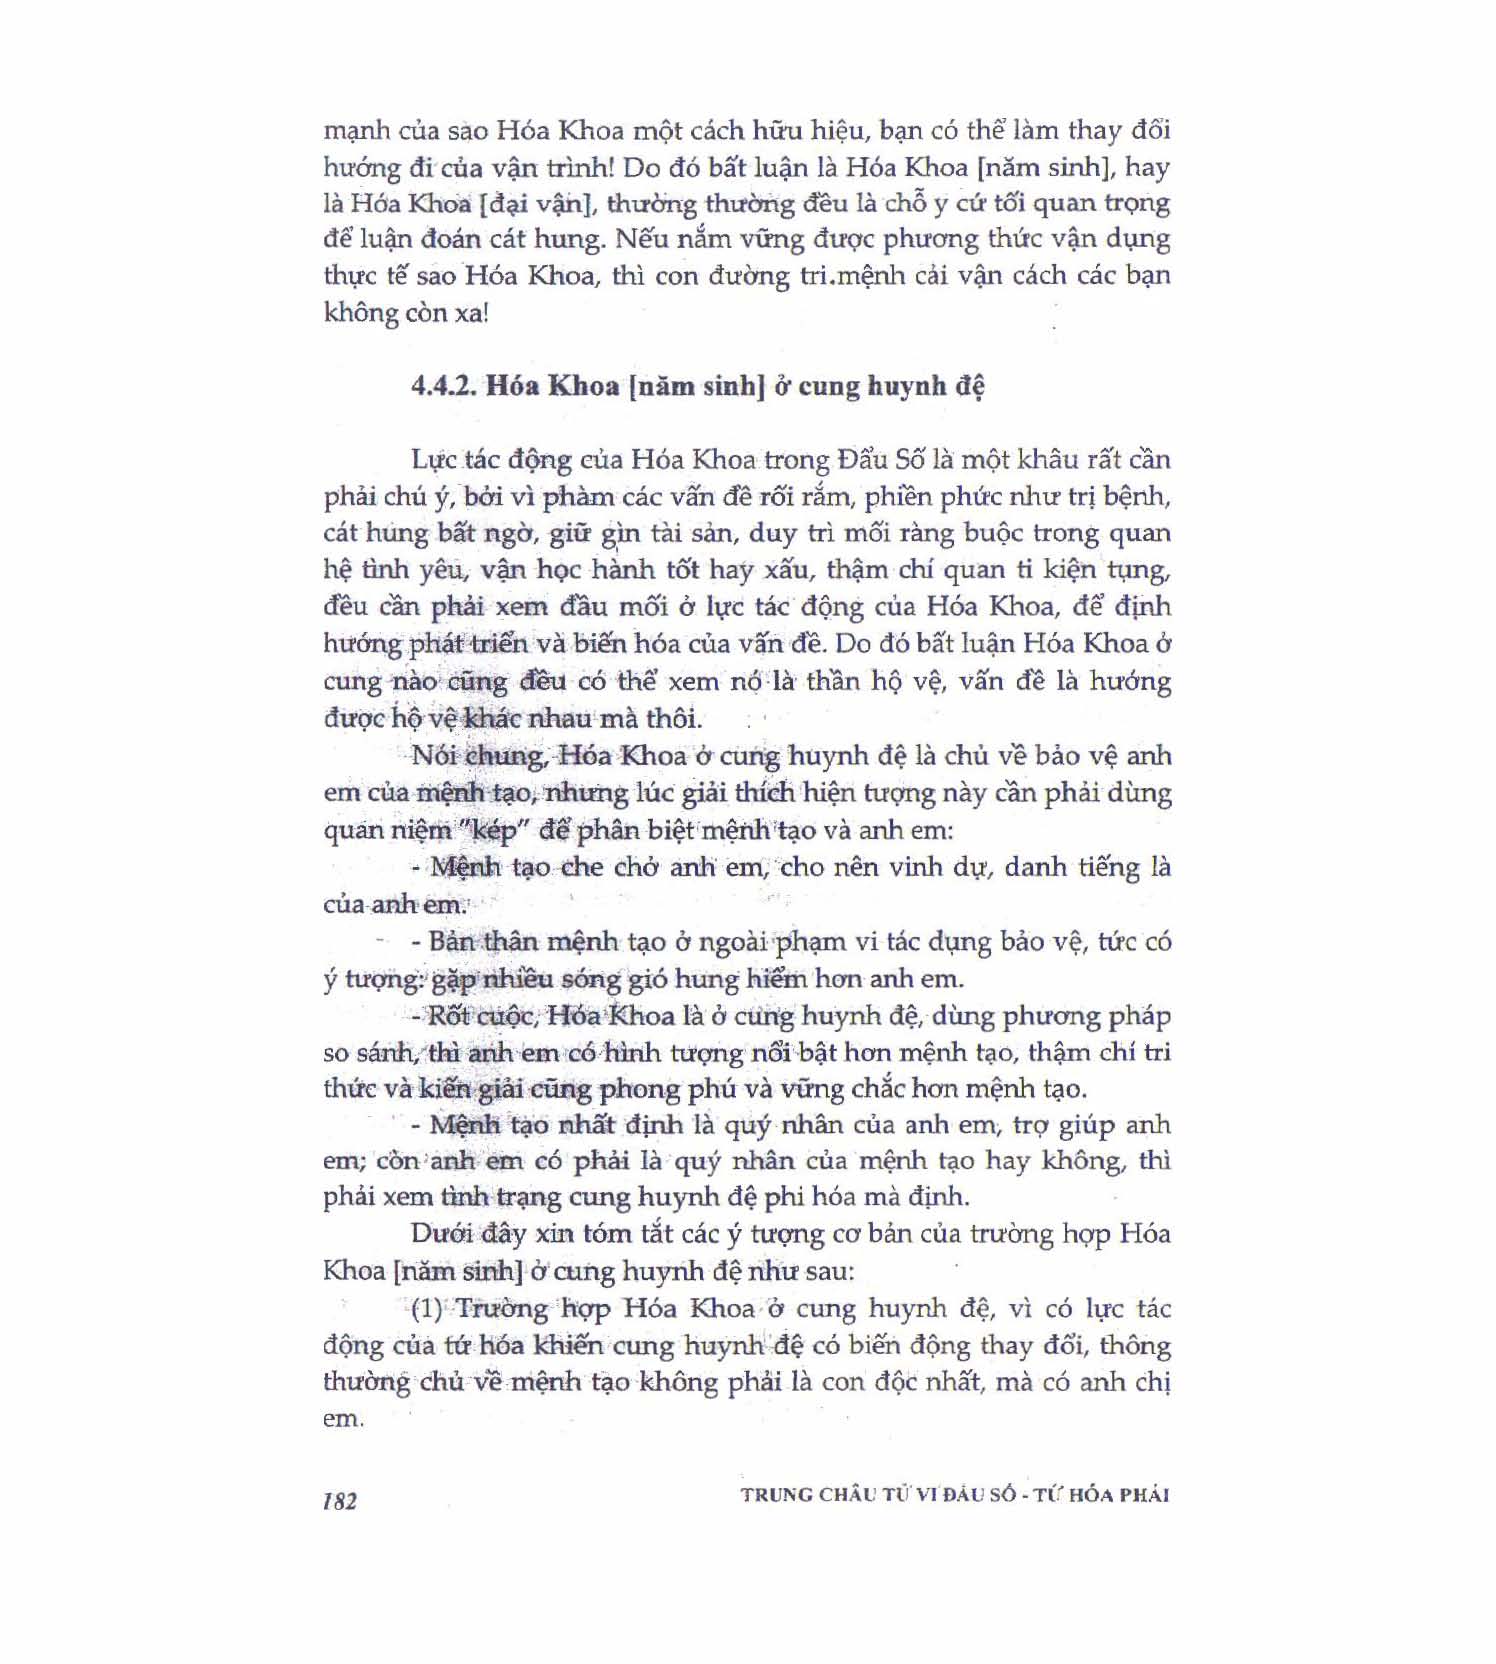 mạnh của sao Hóa Khoa một cách hữu hiệu, bạn có thể làm thay đổi
hướng đi của vận trình! Do đó bất luận là Hóa Khoa [năm sinh], hay
là Hóa Khoa [đại vận], thường thường đều là chỗ y cứ tối quan trọng
để luận đoán cát hung. Nếu nắm vững được phương thức vận dụng
thực tế sao Hóa Khoa, thì con đường tri.mệnh cải vận cách các bạn
không còn xa!
4.4.2. Hóa Khoa [năm sinh] ở cung huynh đệ
Lực tác động của Hóa Khoa trong Đẩu Số là một khâu rất cần
phải chú ý, bởi vì phàm các vấn đề rối rắm, phiền phức như trị bệnh,
cát hung bất ngờ, giữ gìn tài sản, duy trì mối ràng buộc trong quan
hệ tình yêu, vận học hành tốt hay xấu, thậm chí quan ti kiện tụng,
đều cần phải xem đầu mối ở lực tác động của Hóa Khoa, để định
hướng phát triển và biến hóa của vấn đề. Do đó bất luận Hóa Khoa ở
cung nào cũng đều có thể xem nó là thần hộ vệ, vấn đề là hướng
được hộ vệ khác nhau mà thôi.
Nói chung, Hóa Khoa ở cung huynh đệ là chủ về bảo vệ anh
em của mệnh tạo, nhưng lúc giải thích hiện tượng này cần phải dùng
quan niệm "kép" để phân biệt mệnh tạo và anh em:
- Mệnh tạo che chở anh em, cho nên vinh dự, danh tiếng là
của anh em.
- Bản thân mệnh tạo ở ngoài phạm vi tác dụng bảo vệ, tức có
ý tượng: gặp nhiều sóng gió hung hiểm hơn anh em.
- Rốt cuộc, Hóa Khoa là ở cung huynh đệ, dùng phương pháp
so sánh, thì anh em có hình tượng nổi bật hơn mệnh tạo, thậm chí tri
thức và kiến giải cũng phong phú và vững chắc hơn mệnh tạo.
- Mệnh tạo nhất định là quý nhân của anh em, trợ giúp anh
em; còn anh em có phải là quý nhân của mệnh tạo hay không, thì
phải xem tình trạng cung huynh đệ phi hóa mà định.
Dưới đây xin tóm tắt các ý tượng cơ bản của trường hợp Hóa
Khoa [năm sinh] ở cung huynh đệ như sau:
(1) Trường hợp Hóa Khoa ở cung huynh đệ, vì có lực tác
động của tứ hóa khiến cung huynh đệ có biến động thay đổi, thông
thường chủ về mệnh tạo không phải là con độc nhất, mà có anh chị
em.
182 TRUNG CHÂU TỬ VI ĐẨU SỐ - TỨ HÓA PHÁI